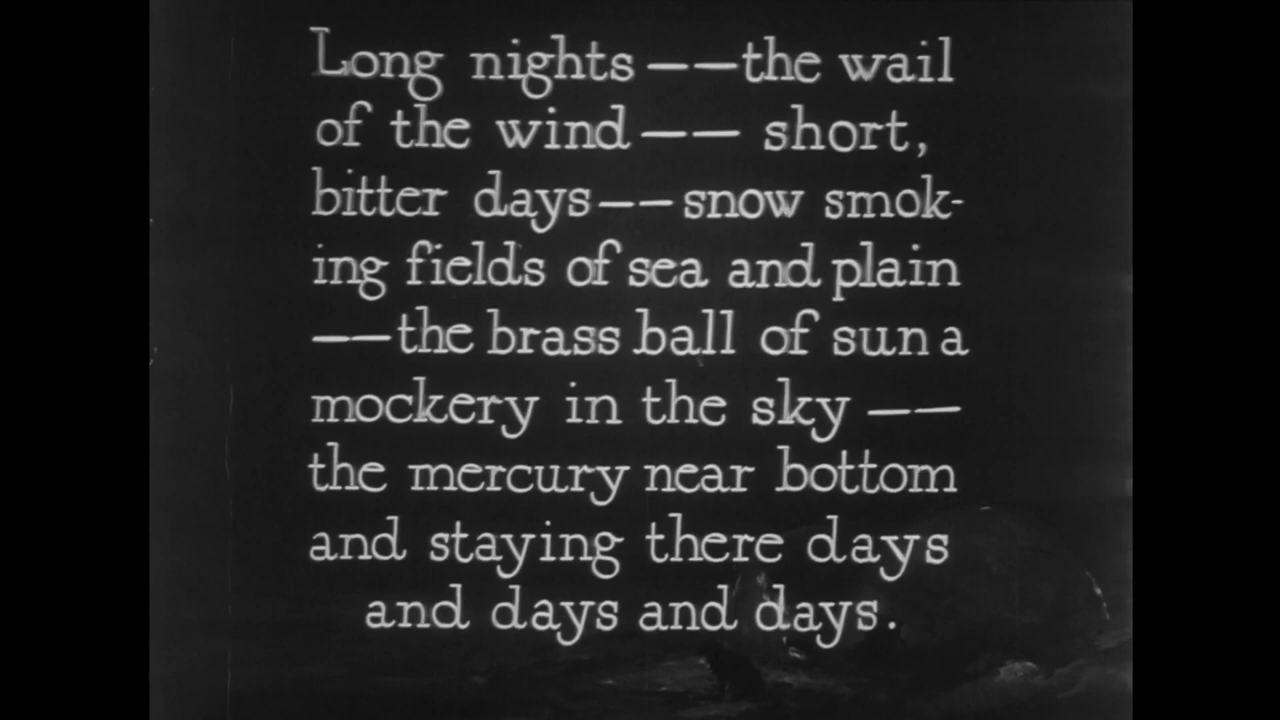 Long nights ——the wail
of the wind —— short,
bitter days——snow smok-
ing fields of sea and plain
——the brass ball of sun a
mockery in the sky ——
the mercury near bottom
and staying there days
and days and days.